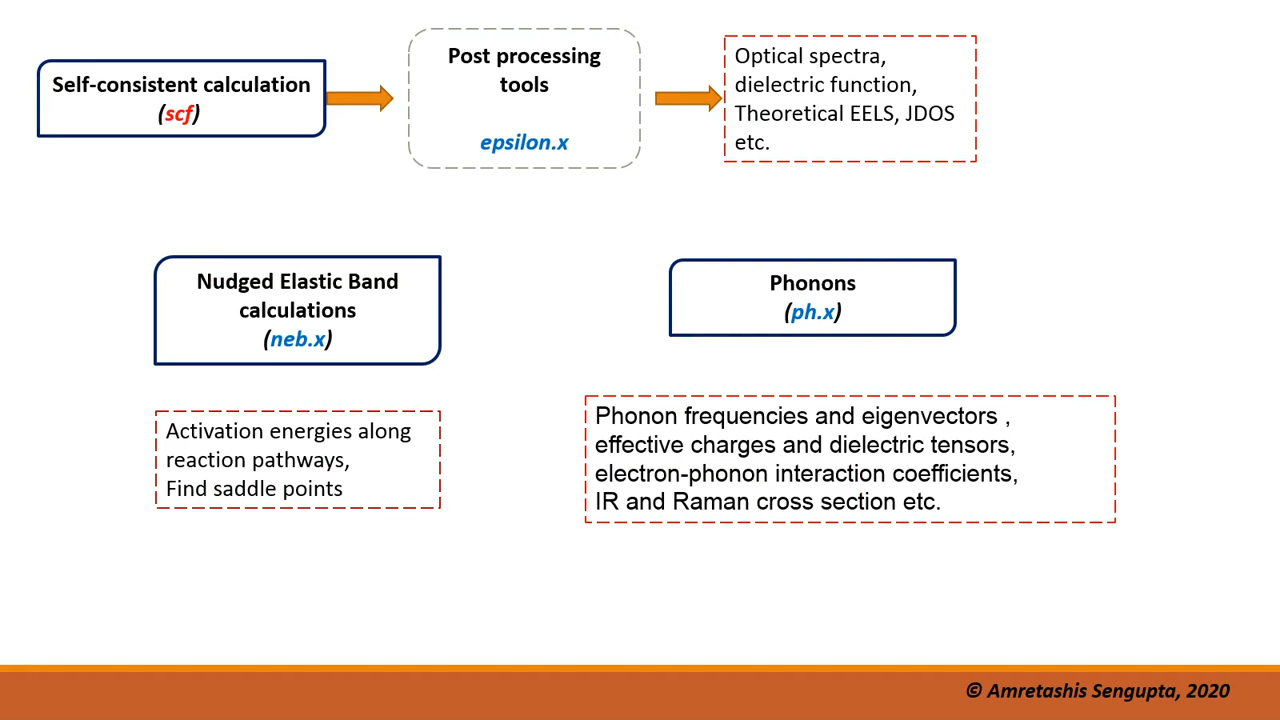 Self-consistent calculation
(scf)
Post processing
tools
epsilon.x
Optical spectra,
dielectric function,
Theoretical EELS, JDOS
etc.
Nudged Elastic Band
calculations
(neb.x)
Phonons
(ph.x)
Activation energies along
reaction pathways,
Find saddle points
Phonon frequencies and eigenvectors ,
effective charges and dielectric tensors,
electron-phonon interaction coefficients,
IR and Raman cross section etc.
© Amretashis Sengupta, 2020